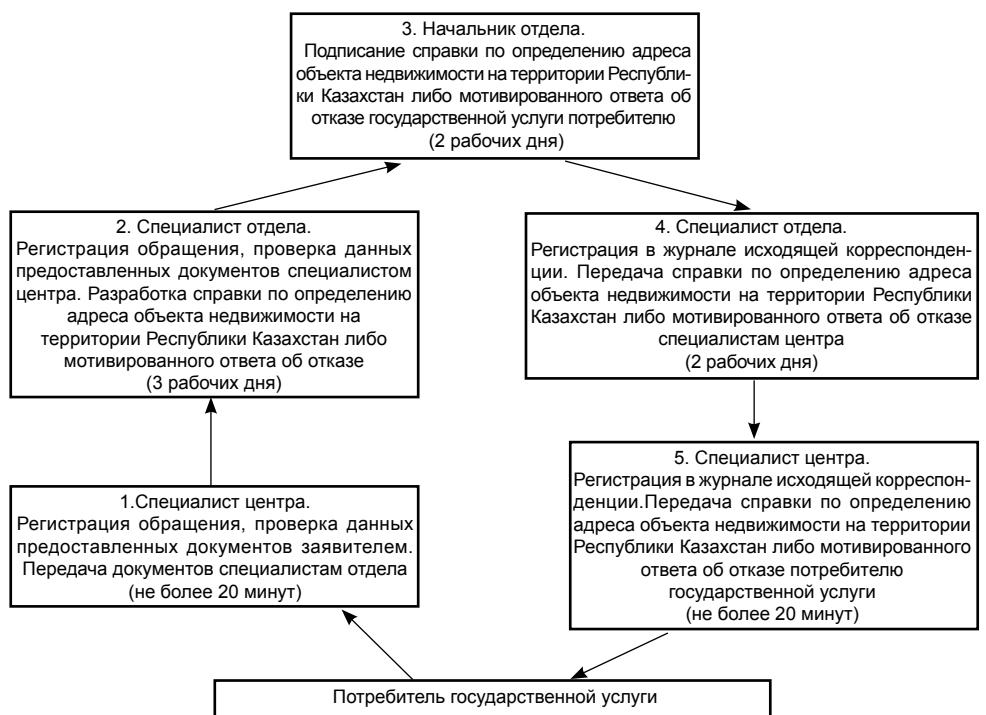 3. Начальник отдела.
Подписание справки по определению адреса
объекта недвижимости на территории Республи-
ки Казахстан либо мотивированного ответа об
отказе государственной услуги потребителю
(2 рабочих дня)
2. Специалист отдела.
Регистрация обращения, проверка данных
предоставленных документов специалистом
центра. Разработка справки по определению
адреса объекта недвижимости на
территории Республики Казахстан либо
мотивированного ответа об отказе
(3 рабочих дня)
4. Специалист отдела.
Регистрация в журнале исходящей корреспонден-
ции. Передача справки по определению адреса
объекта недвижимости на территории Республики
Казахстан либо мотивированного ответа об отказе
специалистам центра
(2 рабочих дня)
1.Специалист центра.
Регистрация обращения, проверка данных
предоставленных документов заявителем.
Передача документов специалистам отдела
(не более 20 минут)
5. Специалист центра.
Регистрация в журнале исходящей корреспон-
денции.Передача справки по определению
адреса объекта недвижимости на территории
Республики Казахстан либо мотивированного
ответа об отказе потребителю
государственной услуги
(не более 20 минут)
Потребитель государственной услуги